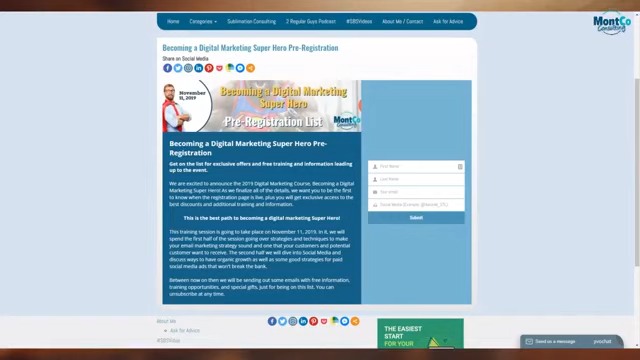 Home Categories Sublimation Consulting 2 Regular Guys Podcast #SBSVideos About Me / Contact Ask for Advice
MontCo
Consulting
Becoming a Digital Marketing Super Hero Pre-Registration
Share on Social Media
November
11, 2019
Becoming a Digital Marketing
Super Hero
Pre-Registration List
MontCo
Consulting
Becoming a Digital Marketing Super Hero Pre-
Registration
Get on the list for exclusive offers and free training and information leading
up to the event.
We are excited to announce the 2019 Digital Marketing Course, Becoming a Digital
Marketing Super Hero! As we finalize all of the details, we want you to be the first
to know when the registration page is live, plus you will get exclusive access to the
best discounts and additional training and information.
This is the best path to becoming a digital marketing Super Hero!
This training session is going to take place on November 11, 2019. In it, we will
spend the first half of the session going over strategies and techniques to make
your email marketing strategy sound and one that your customers and potential
customer want to receive. The second half we will dive into Social Media and
discuss ways to have organic growth as well as some good strategies for paid
social media ads that won't break the bank.
Between now on then we will be sending out some emails with free information,
training opportunities, and special gifts, just for being on this list. You can
unsubscribe at any time.
First Name
Last Name
Your email
Submit
About Me
Ask for Advice
#SBSVideo
THE EASIEST
START
FOR YOUR
Send us a message